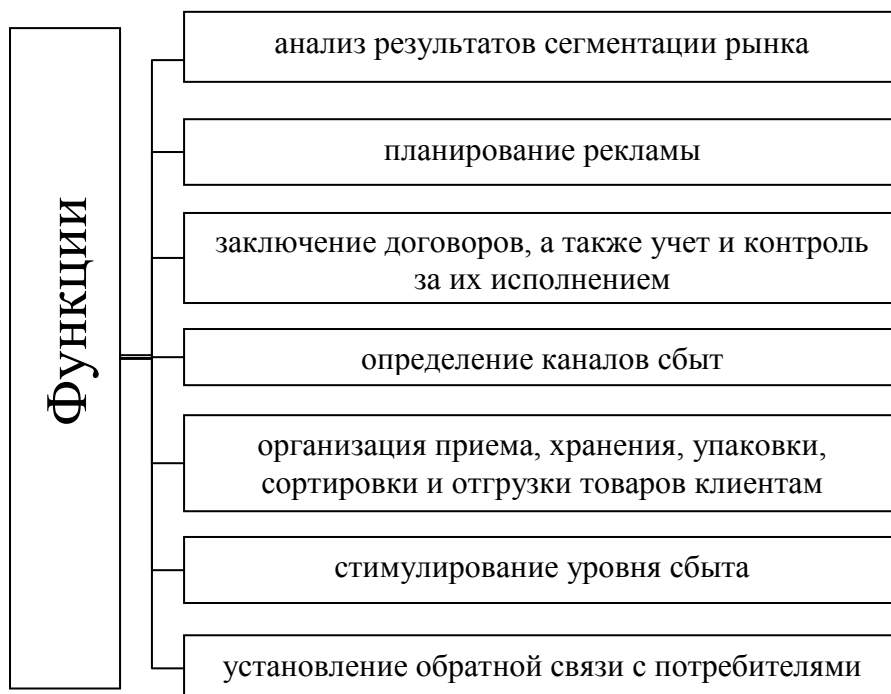 Функции
анализ результатов сегментации рынка
планирование рекламы
заключение договоров, а также учет и контроль
за их исполнением
определение каналов сбыт
организация приема, хранения, упаковки,
сортировки и отгрузки товаров клиентам
стимулирование уровня сбыта
установление обратной связи с потребителями